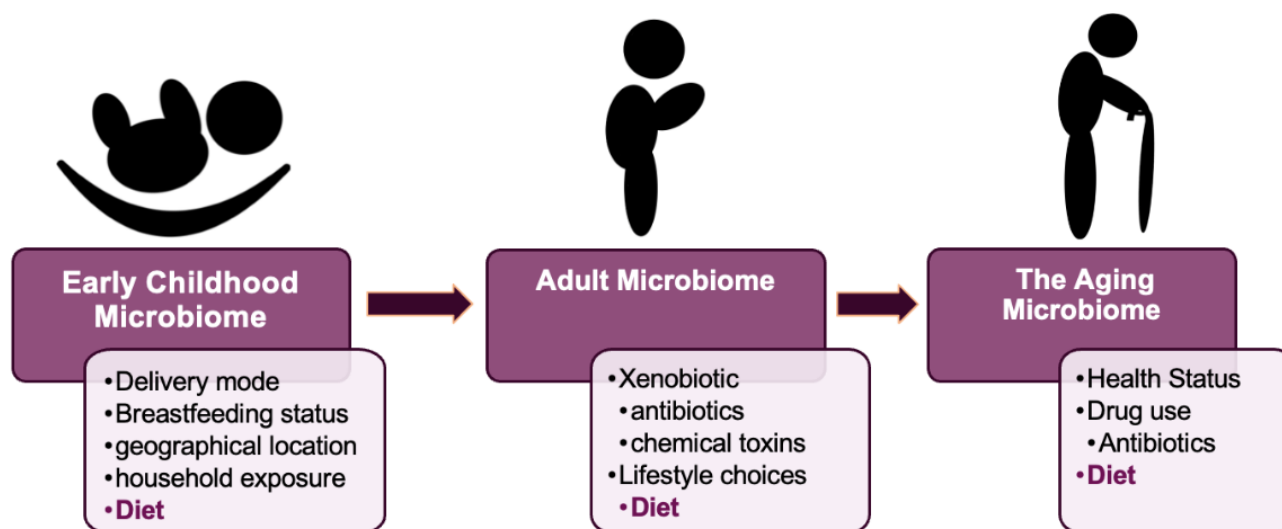 Early Childhood
Microbiome
•Delivery mode
•Breastfeeding status
•geographical location
•household exposure
•Diet
Adult Microbiome
•Xenobiotic
•antibiotics
•chemical toxins
•Lifestyle choices
•Diet
The Aging
Microbiome
•Health Status
•Drug use
•Antibiotics
•Diet